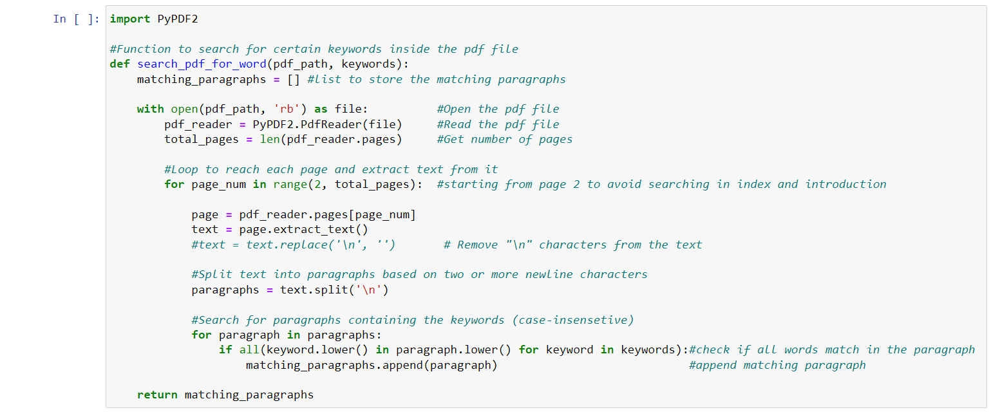 In [ ]: import PyPDF2
#Function to search for certain keywords inside the pdf file
def search_pdf_for_word(pdf_path, keywords):
    matching_paragraphs = [] #list to store the matching paragraphs
    with open(pdf_path, 'rb') as file:          #Open the pdf file
        pdf_reader = PyPDF2.PdfReader(file)     #Read the pdf file
        total_pages = len(pdf_reader.pages)     #Get number of pages
        #Loop to reach each page and extract text from it
        for page_num in range(2, total_pages):  #starting from page 2 to avoid searching in index and introduction
            page = pdf_reader.pages[page_num]
            text = page.extract_text()
            #text = text.replace('\n', '')       # Remove "\n" characters from the text
            #Split text into paragraphs based on two or more newline characters
            paragraphs = text.split('\n')
            #Search for paragraphs containing the keywords (case-insensetive)
            for paragraph in paragraphs:
                if all(keyword.lower() in paragraph.lower() for keyword in keywords):#check if all words match in the paragraph
                    matching_paragraphs.append(paragraph)                            #append matching paragraph
    return matching_paragraphs